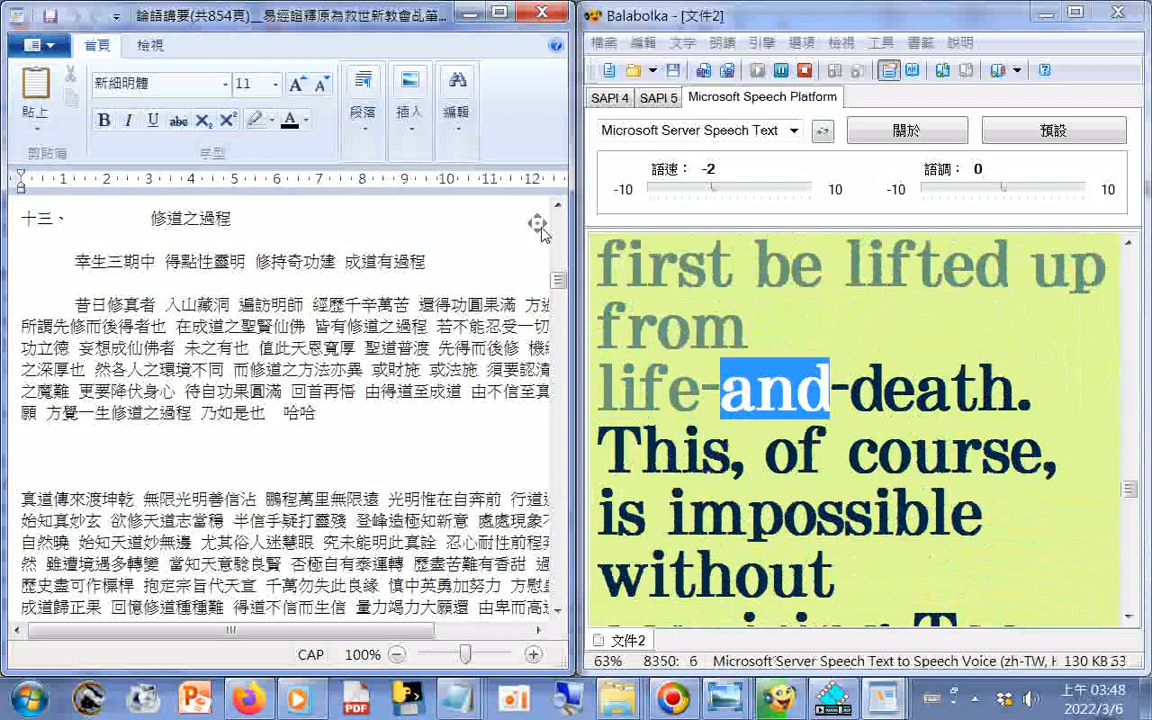 論語講要(共854頁)__易經證釋原為救世新教會乩筆...
首頁
檢視
新細明體
11
貼上
段落
插入
編輯
剪貼簿
字型
1 2 3 4 5 6 7 8 9 10 11 12
十三、 修道之過程
幸生三期中 得點性靈明 修持奇功建 成道有過程
昔日修真者 入山藏洞 遍訪明師 經歷千辛萬苦 還得功圓果滿 方
所謂先修而後得者也 在成道之聖賢仙佛 皆有修道之過程 若不能忍受一切
功立德 妄想成仙佛者 未之有也 值此天恩寬厚 聖道普渡 先得而後修 機
之深厚也 然各人之環境不同 而修道之方法亦異 或財施 或法施 須要認清
之魔難 更要降伏身心 待自功果圓滿 回首再悟 由得道至成道 由不信至真
願 方覺一生修道之過程 乃如是也 哈哈
真道傳來渡坤乾 無限光明善信沾 鵬程萬里無限遠 光明惟在自奔前 行道
始知真妙玄 欲修天道志當穩 半信乎疑打靈殘 登峰造極知新意 處處現象
自然曉 始知天道妙無邊 尤其俗人迷慧眼 究未能明此真詮 忍心耐性前程
然 雖遭境遇多轉變 當知天意駼良賢 否極自有泰運轉 歷盡苦難有香甜 過
歷史盡可作標桿 抱定宗旨代天宣 千萬勿失此良緣 慎中英勇加努力 方慰
成道歸正果 回憶修道種種難 得道不信而生信 量力竭力大願還 由卑而高
CAP 100%
Balabolka - [文件2]
檔案 編輯 文字 朗讀 引擎 選項 檢視 工具 書籤 說明
SAPI 4 SAPI 5 Microsoft Speech Platform
Microsoft Server Speech Text
關於
預設
語速： -2
語調： 0
-10 10 -10 10
first be lifted up
from
life-and-death.
This, of course,
is impossible
without
文件2
63% 8350: 6 Microsoft Server Speech Text to Speech Voice (zh-TW, H 130 KB
上午 03:48
2022/3/6